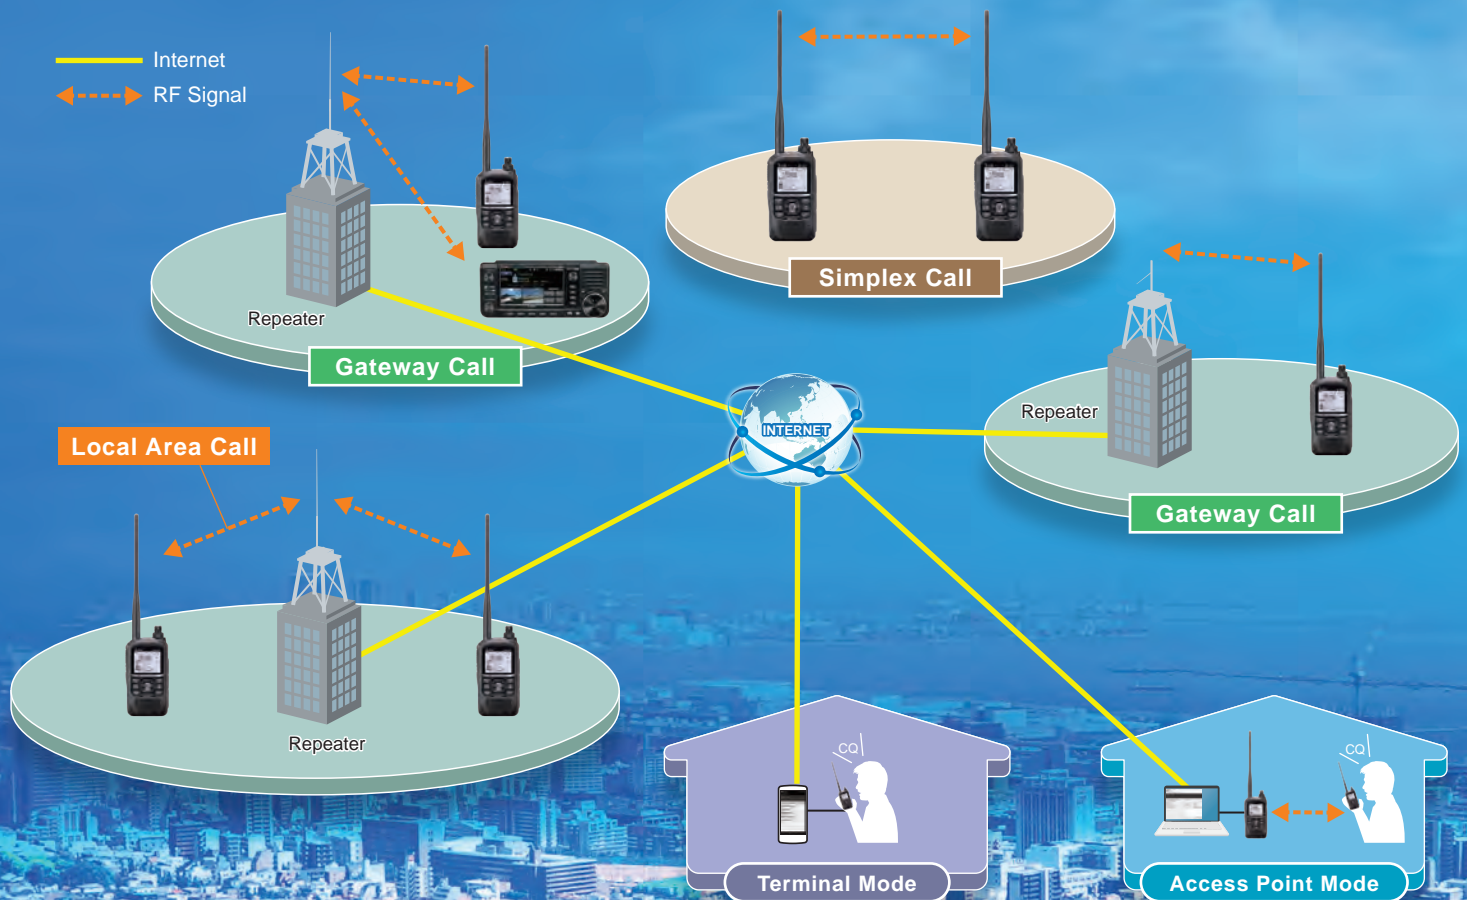 Internet
RF Signal
Repeater
Gateway Call
Simplex Call
Repeater
Gateway Call
INTERNET
Local Area Call
Repeater
CQ
Terminal Mode
CQ
Access Point Mode